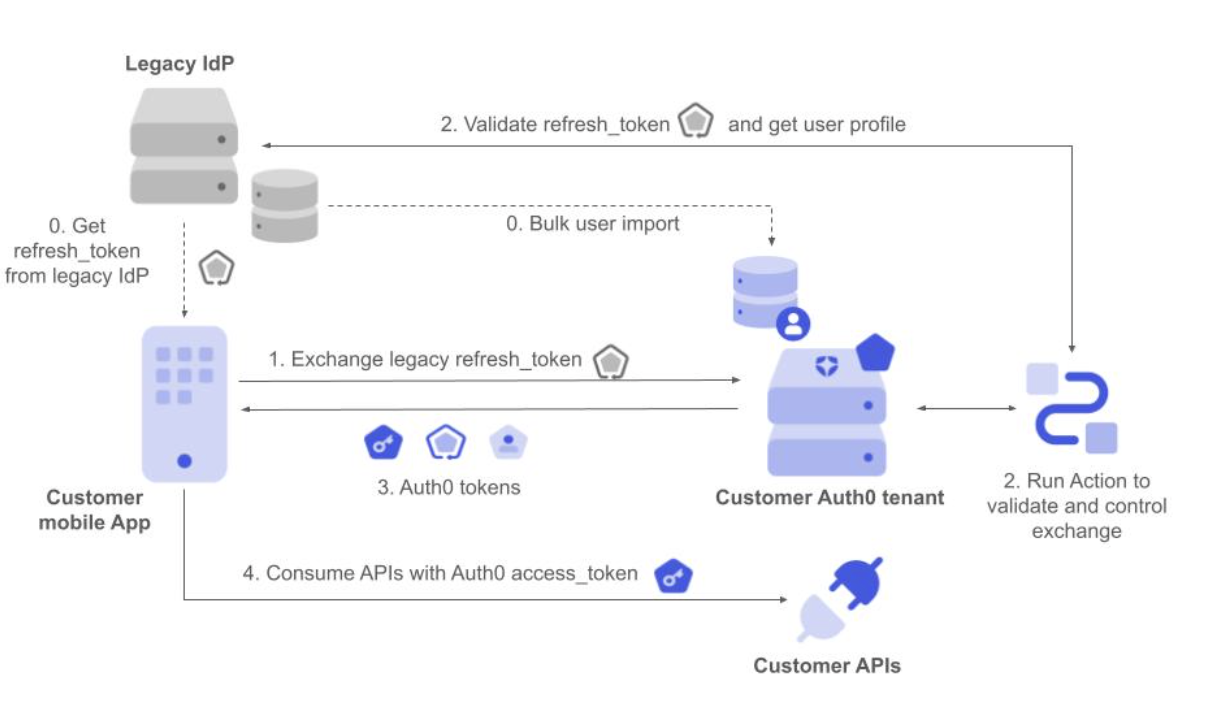 Legacy IdP
2. Validate refresh_token and get user profile
0. Get
refresh_token
from legacy IdP
0. Bulk user import
1. Exchange legacy refresh_token
3. Auth0 tokens
Customer
mobile App
Customer Auth0 tenant
2. Run Action to
validate and control
exchange
4. Consume APIs with Auth0 access_token
Customer APIs